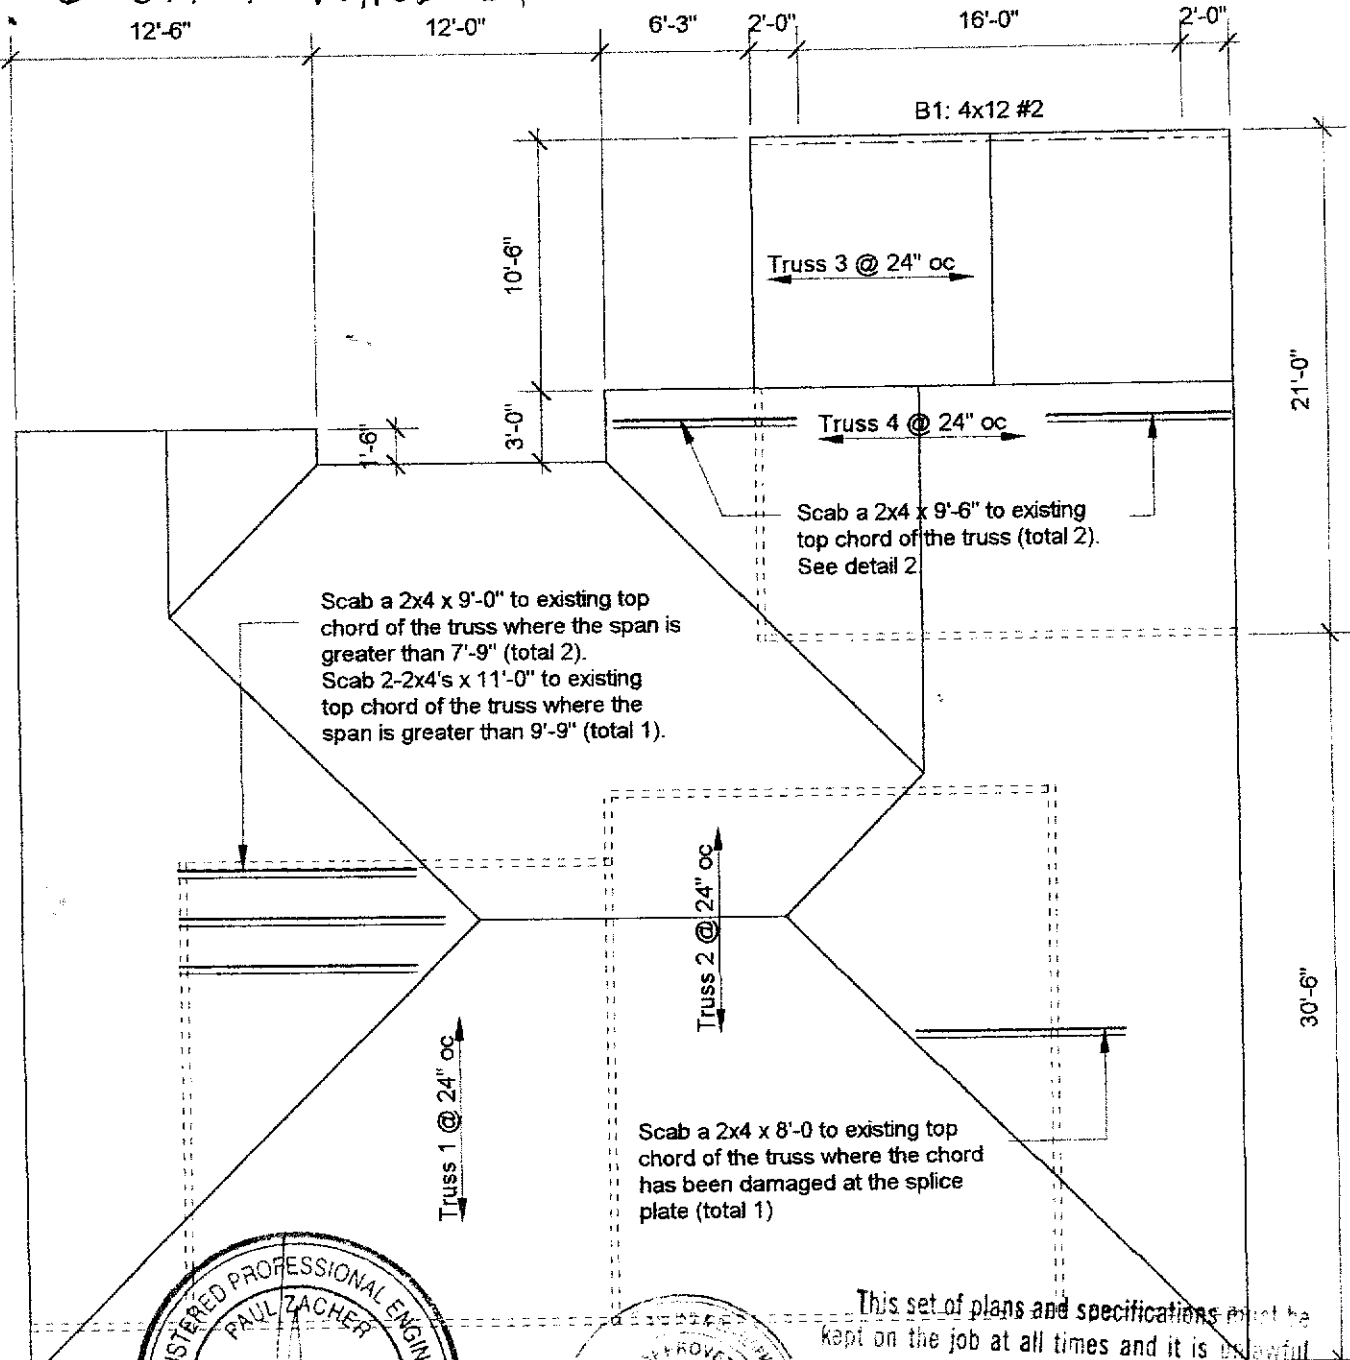 12'-6"
12'-0"
6'-3"
2'-0"
16'-0"
2'-0"
B1: 4x12 #2
10'-6"
Truss 3 @ 24" oc
21'-0"
3'-0"
1'-6"
Truss 4 @ 24" oc
Scab a 2x4 x 9'-6" to existing
top chord of the truss (total 2).
See detail 2.
Scab a 2x4 x 9'-0" to existing top
chord of the truss where the span is
greater than 7'-9" (total 2).
Scab 2-2x4's x 11'-0" to existing
top chord of the truss where the
span is greater than 9'-9" (total 1).
Truss 2 @ 24" oc
30'-6"
Truss 1 @ 24" oc
Scab a 2x4 x 8'-0 to existing top
chord of the truss where the chord
has been damaged at the splice
plate (total 1)
PROFESSIONAL
PAUL ZACHER
This set of plans and specifications must be
kept on the job at all times and it is unlawful